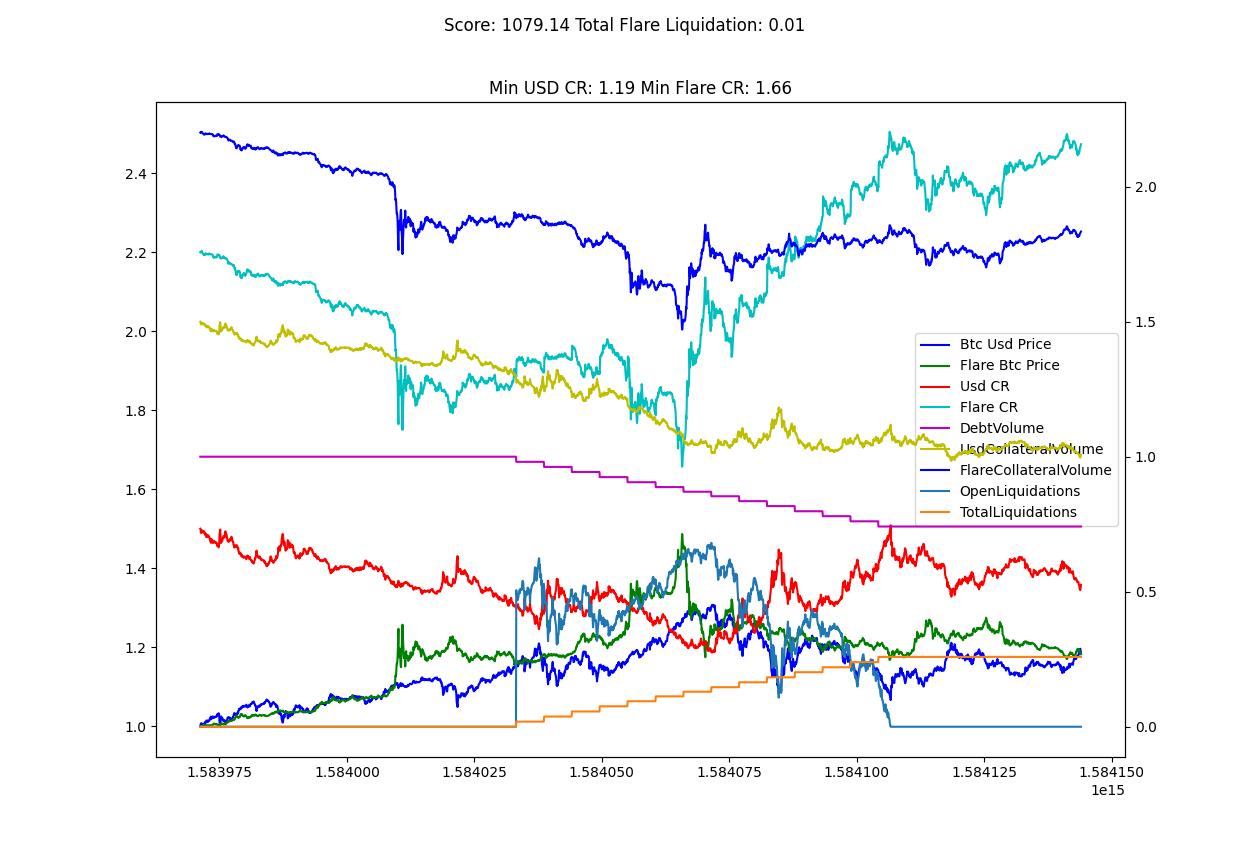 Score: 1079.14 Total Flare Liquidation: 0.01
Min USD CR: 1.19 Min Flare CR: 1.66
2.4
2.2
2.0
1.8
1.6
1.4
1.2
1.0
2.0
1.5
1.0
0.5
0.0
Btc Usd Price
Flare Btc Price
Usd CR
Flare CR
DebtVolume
UsdCollateralVolume
FlareCollateralVolume
OpenLiquidations
TotalLiquidations
1.583975 1.584000 1.584025 1.584050 1.584075 1.584100 1.584125 1.584150
1e15